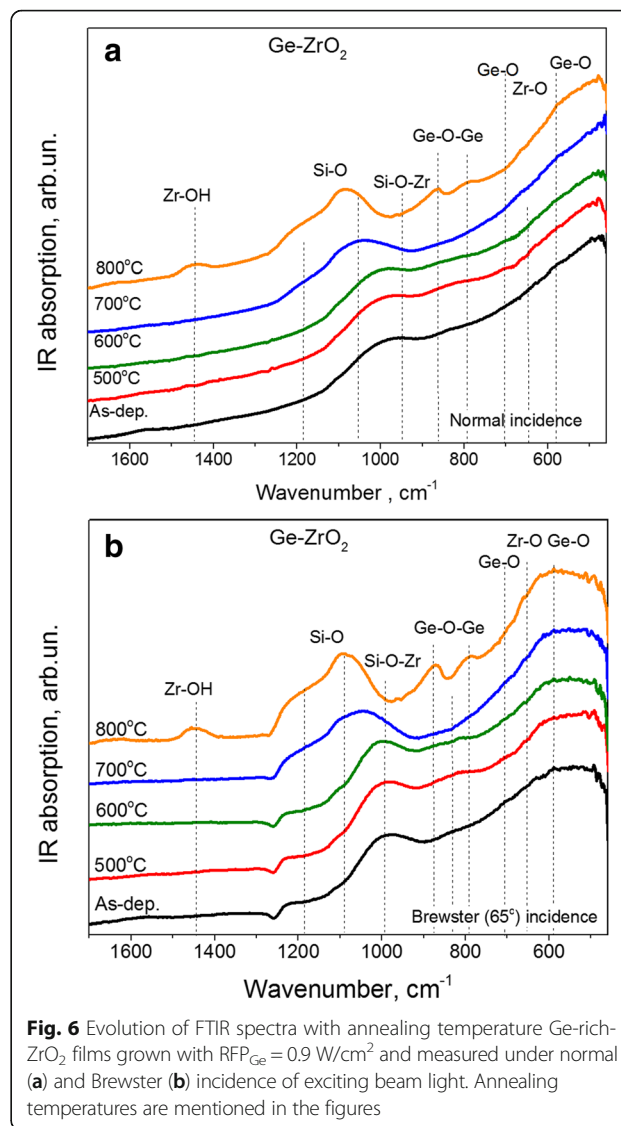 a
Ge-ZrO₂
Ge-O
Ge-O
Zr-O
Ge-O-Ge
Si-O
Si-O-Zr
Zr-OH
800°C
700°C
600°C
500°C
As-dep.
Normal incidence
IR absorption, arb.un.
1600 1400 1200 1000 800 600
Wavenumber , cm⁻¹
b
Ge-ZrO₂
Zr-O Ge-O
Ge-O
Si-O
Ge-O-Ge
Si-O-Zr
Zr-OH
800°C
700°C
600°C
500°C
As-dep.
Brewster (65°) incidence
IR absorption, arb.un.
1600 1400 1200 1000 800 600
Wavenumber, cm⁻¹
Fig. 6 Evolution of FTIR spectra with annealing temperature Ge-rich-
ZrO₂ films grown with RFP_Ge = 0.9 W/cm² and measured under normal
(a) and Brewster (b) incidence of exciting beam light. Annealing
temperatures are mentioned in the figures